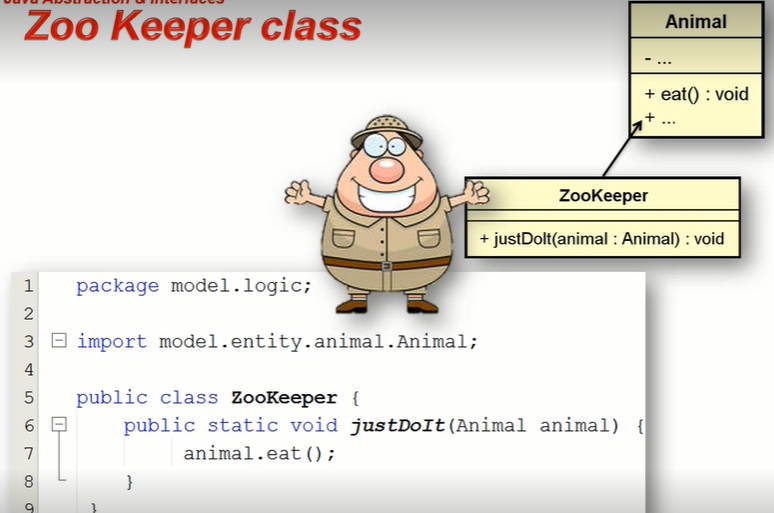 Java Abstraction & Interfaces
Zoo Keeper class
Animal
- ...
+ eat() : void
+ ...
ZooKeeper
+ justDoIt(animal : Animal) : void
1 package model.logic;
2
3 import model.entity.animal.Animal;
4
5 public class ZooKeeper {
6 public static void justDoIt(Animal animal) {
7 animal.eat();
8 }
9 }